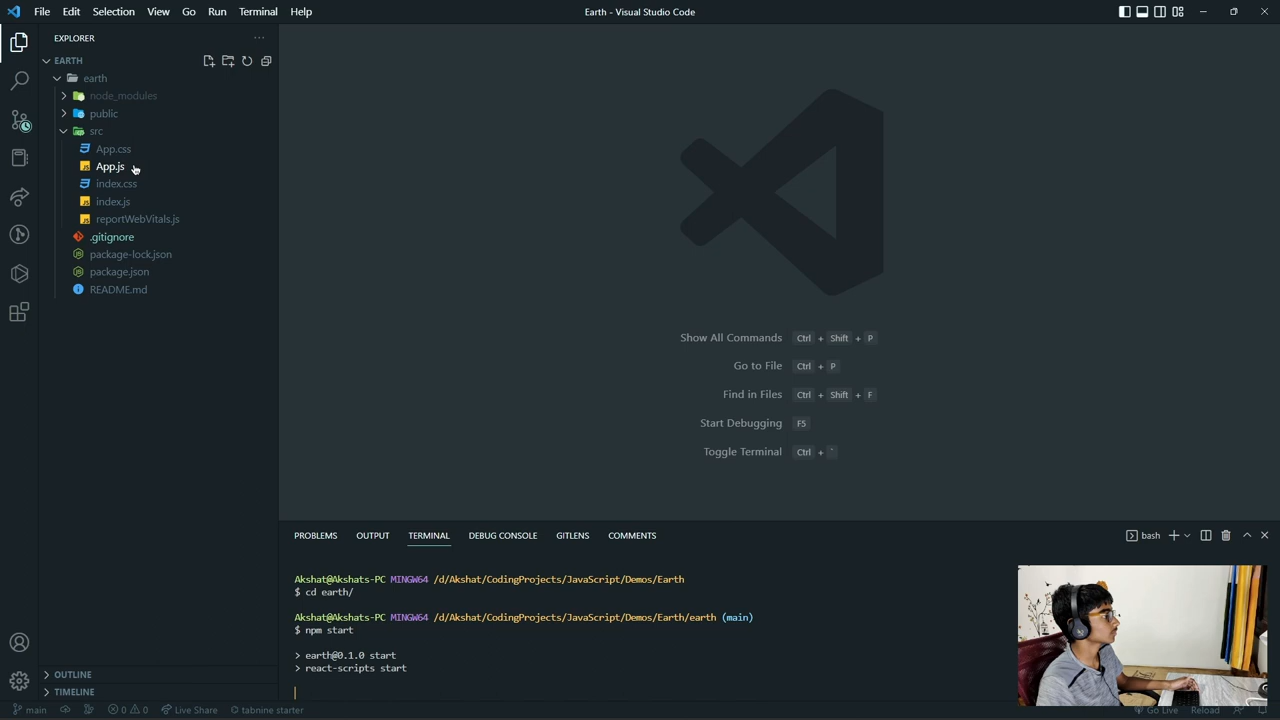 File Edit Selection View Go Run Terminal Help
Earth - Visual Studio Code
EXPLORER
EARTH
earth
node_modules
public
src
App.css
App.js
index.css
index.js
reportWebVitals.js
.gitignore
package-lock.json
package.json
README.md
Show All Commands Ctrl + Shift + P
Go to File Ctrl + P
Find in Files Ctrl + Shift + F
Start Debugging F5
Toggle Terminal Ctrl + `
PROBLEMS OUTPUT TERMINAL DEBUG CONSOLE GITLENS COMMENTS
bash
Akshat@Akshats-PC MINGW64 /d/Akshat/CodingProjects/JavaScript/Demos/Earth
$ cd earth/
Akshat@Akshats-PC MINGW64 /d/Akshat/CodingProjects/JavaScript/Demos/Earth/earth (main)
$ npm start
> earth@0.1.0 start
> react-scripts start
OUTLINE
TIMELINE
main 0 0 Live Share tabnine starter Go Live Reload